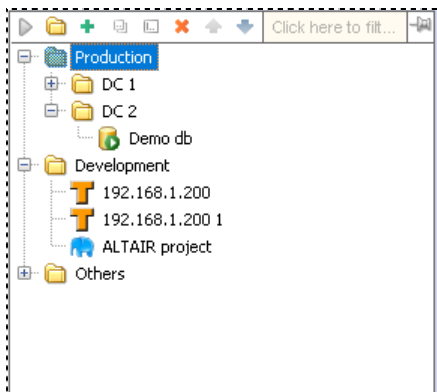 Click here to filt...
Production
DC 1
DC 2
Demo db
Development
192.168.1.200
192.168.1.200 1
ALTAIR project
Others